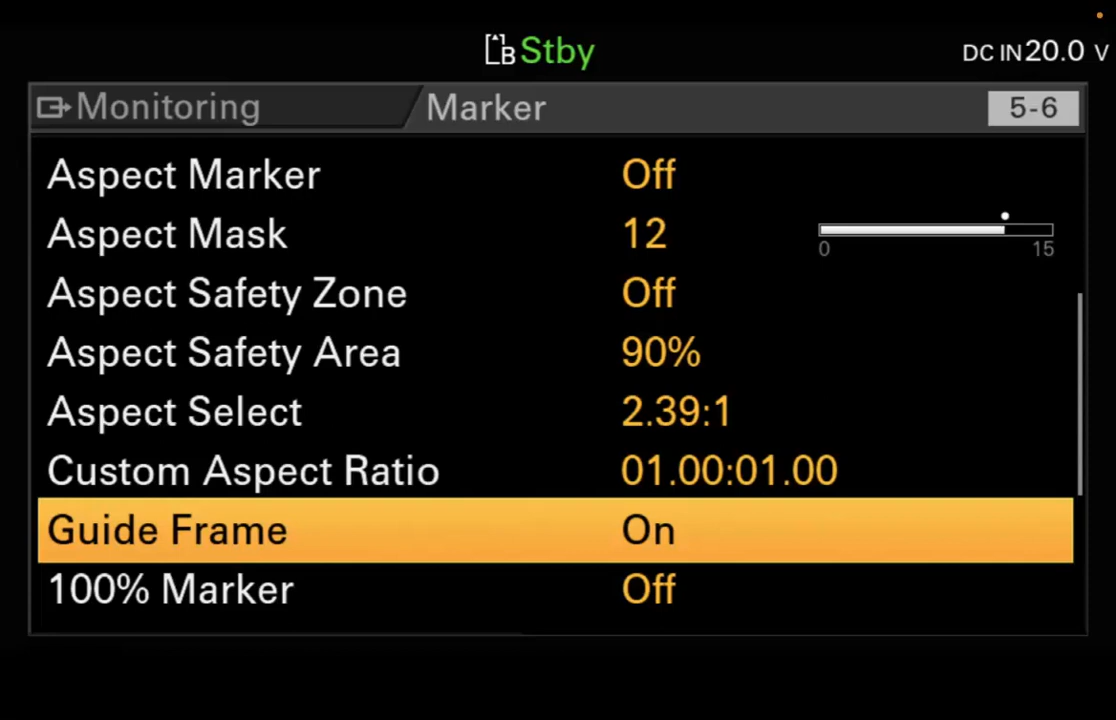 B Stby
DC IN 20.0 V
Monitoring Marker 5-6
Aspect Marker Off
Aspect Mask 12
0 15
Aspect Safety Zone Off
Aspect Safety Area 90%
Aspect Select 2.39:1
Custom Aspect Ratio 01.00:01.00
Guide Frame On
100% Marker Off